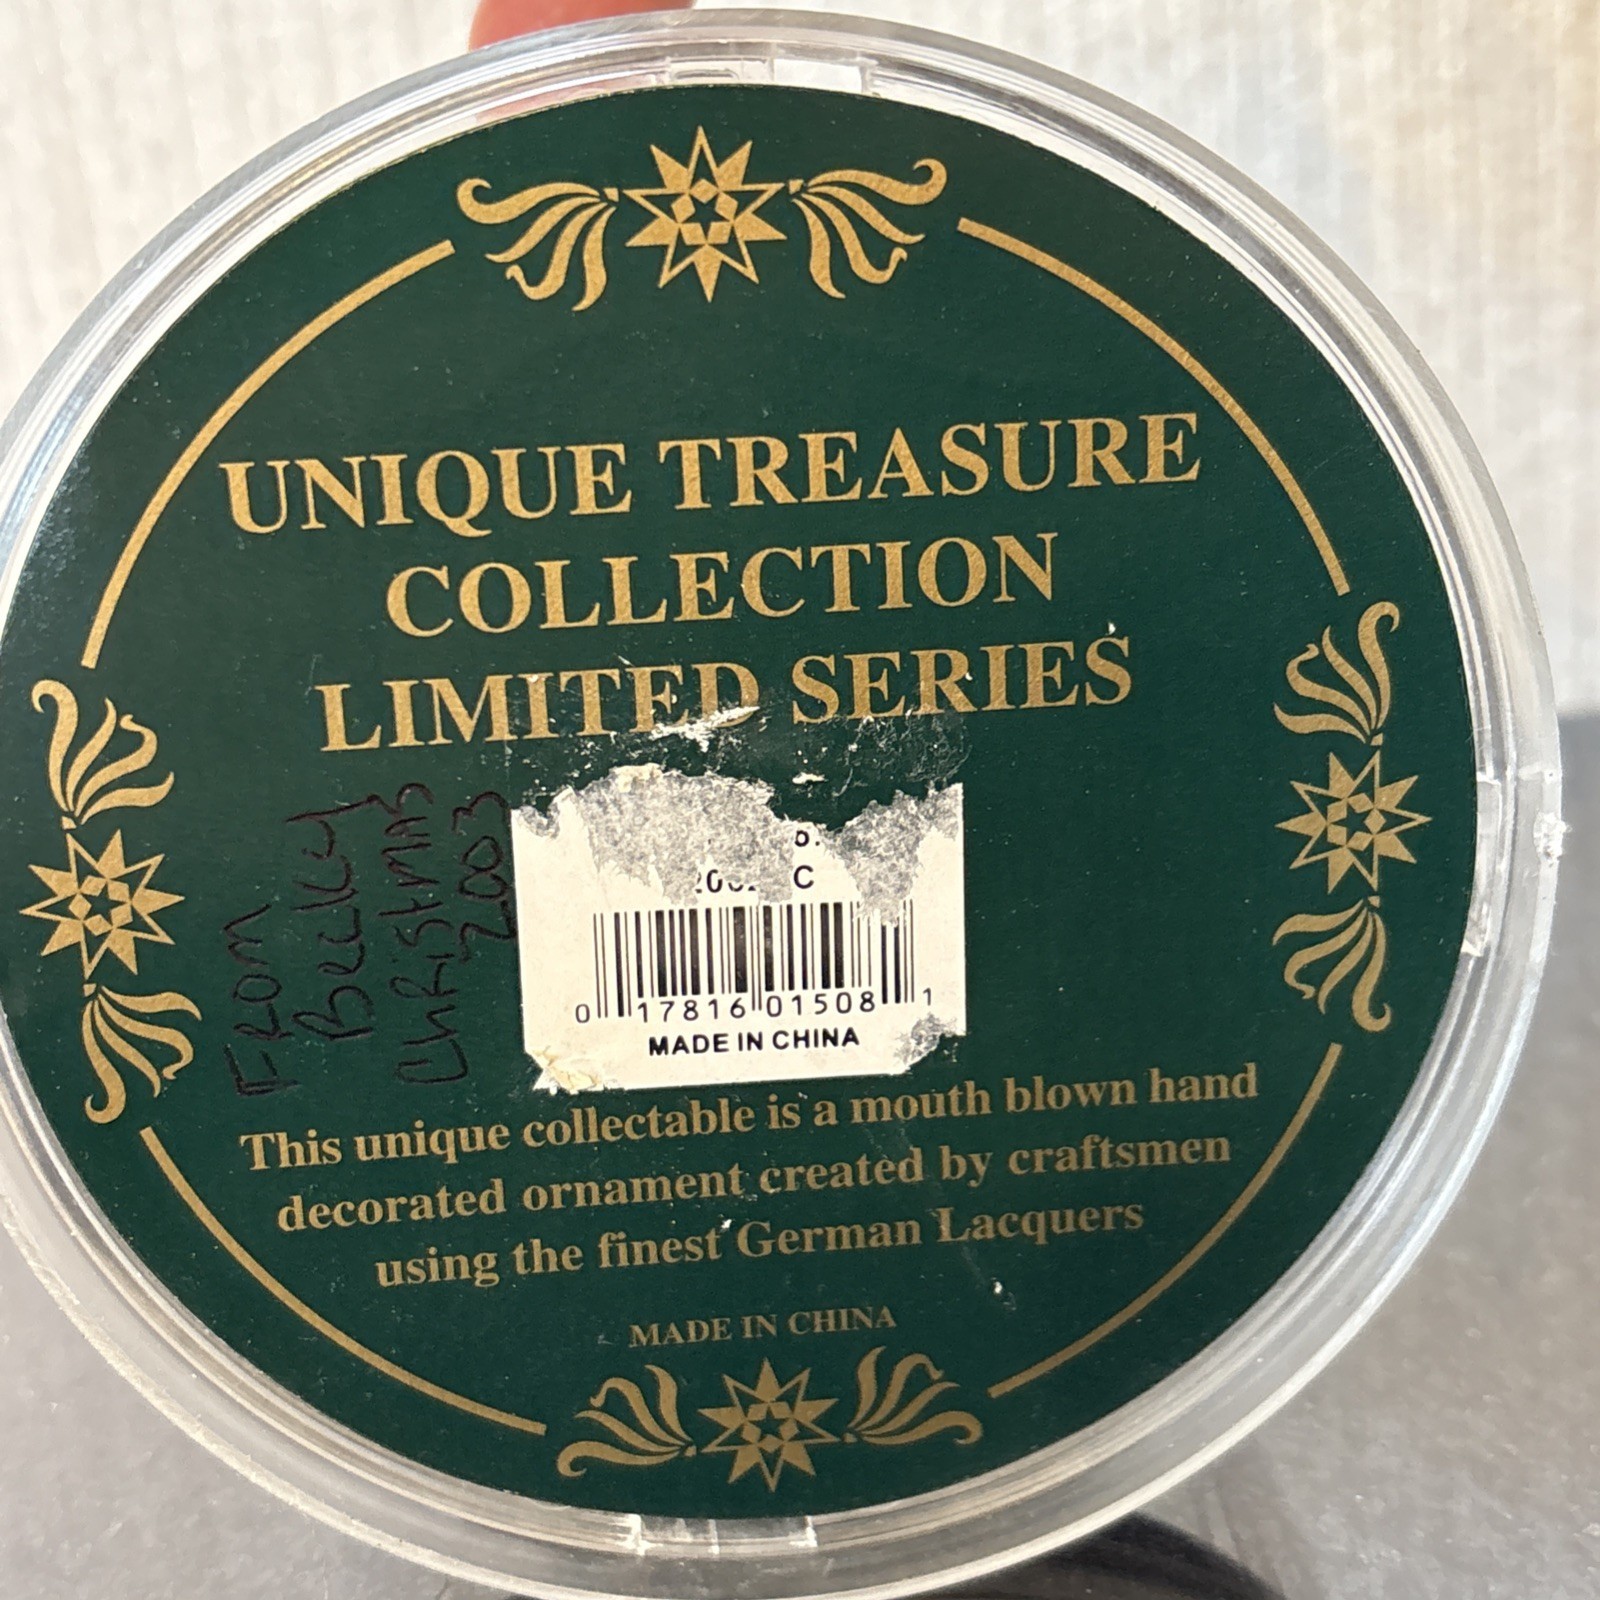 UNIQUE TREASURE
COLLECTION
LIMITED SERIES
From
Becky
Christmas
2003
C
0 17816 01508 1
MADE IN CHINA
This unique collectable is a mouth blown hand
decorated ornament created by craftsmen
using the finest German Lacquers
MADE IN CHINA